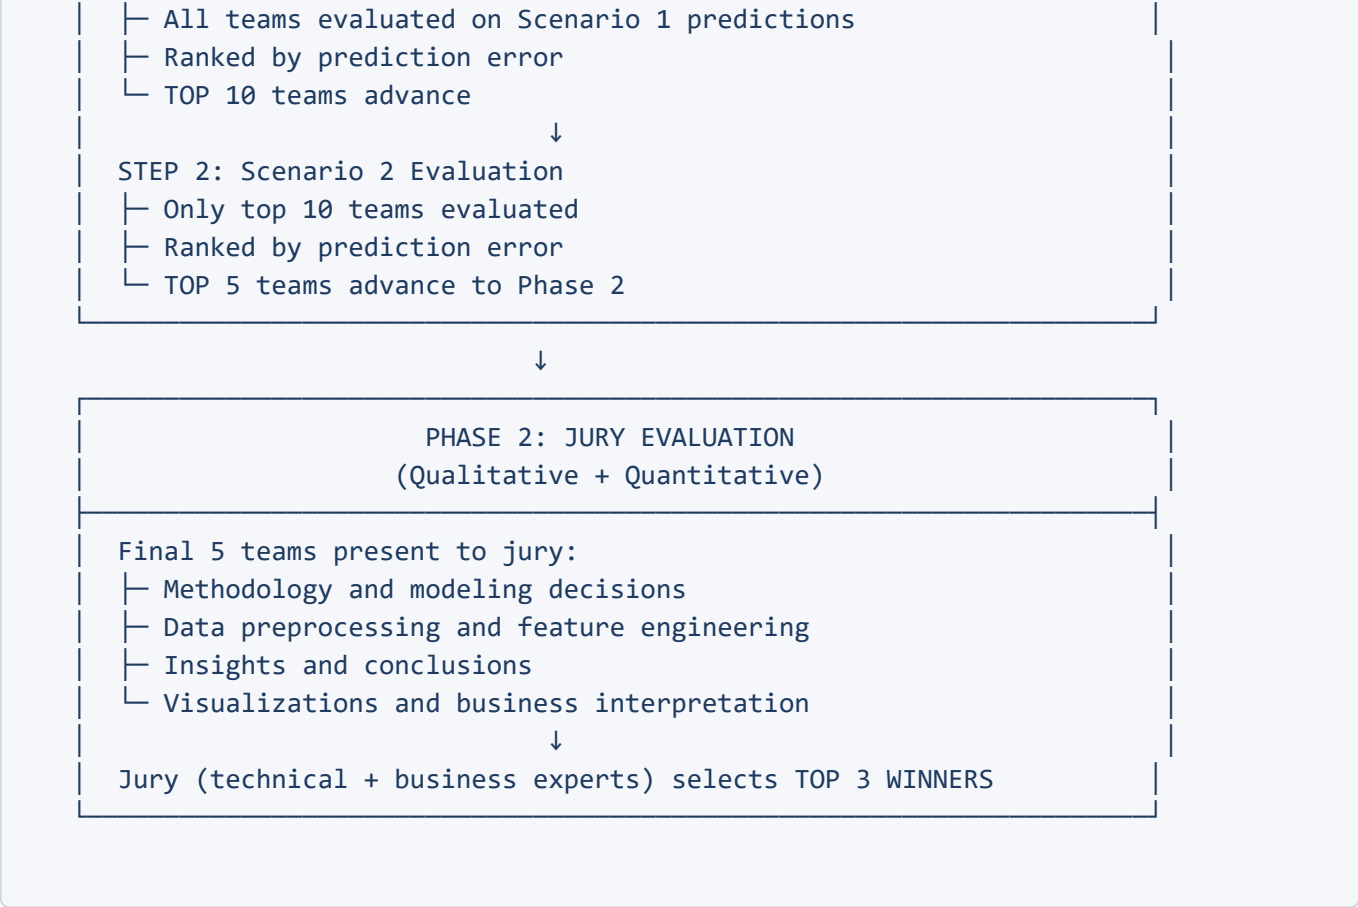 ├─ All teams evaluated on Scenario 1 predictions
├─ Ranked by prediction error
└─ TOP 10 teams advance
↓
STEP 2: Scenario 2 Evaluation
├─ Only top 10 teams evaluated
├─ Ranked by prediction error
└─ TOP 5 teams advance to Phase 2
↓
PHASE 2: JURY EVALUATION
(Qualitative + Quantitative)
Final 5 teams present to jury:
├─ Methodology and modeling decisions
├─ Data preprocessing and feature engineering
├─ Insights and conclusions
└─ Visualizations and business interpretation
↓
Jury (technical + business experts) selects TOP 3 WINNERS